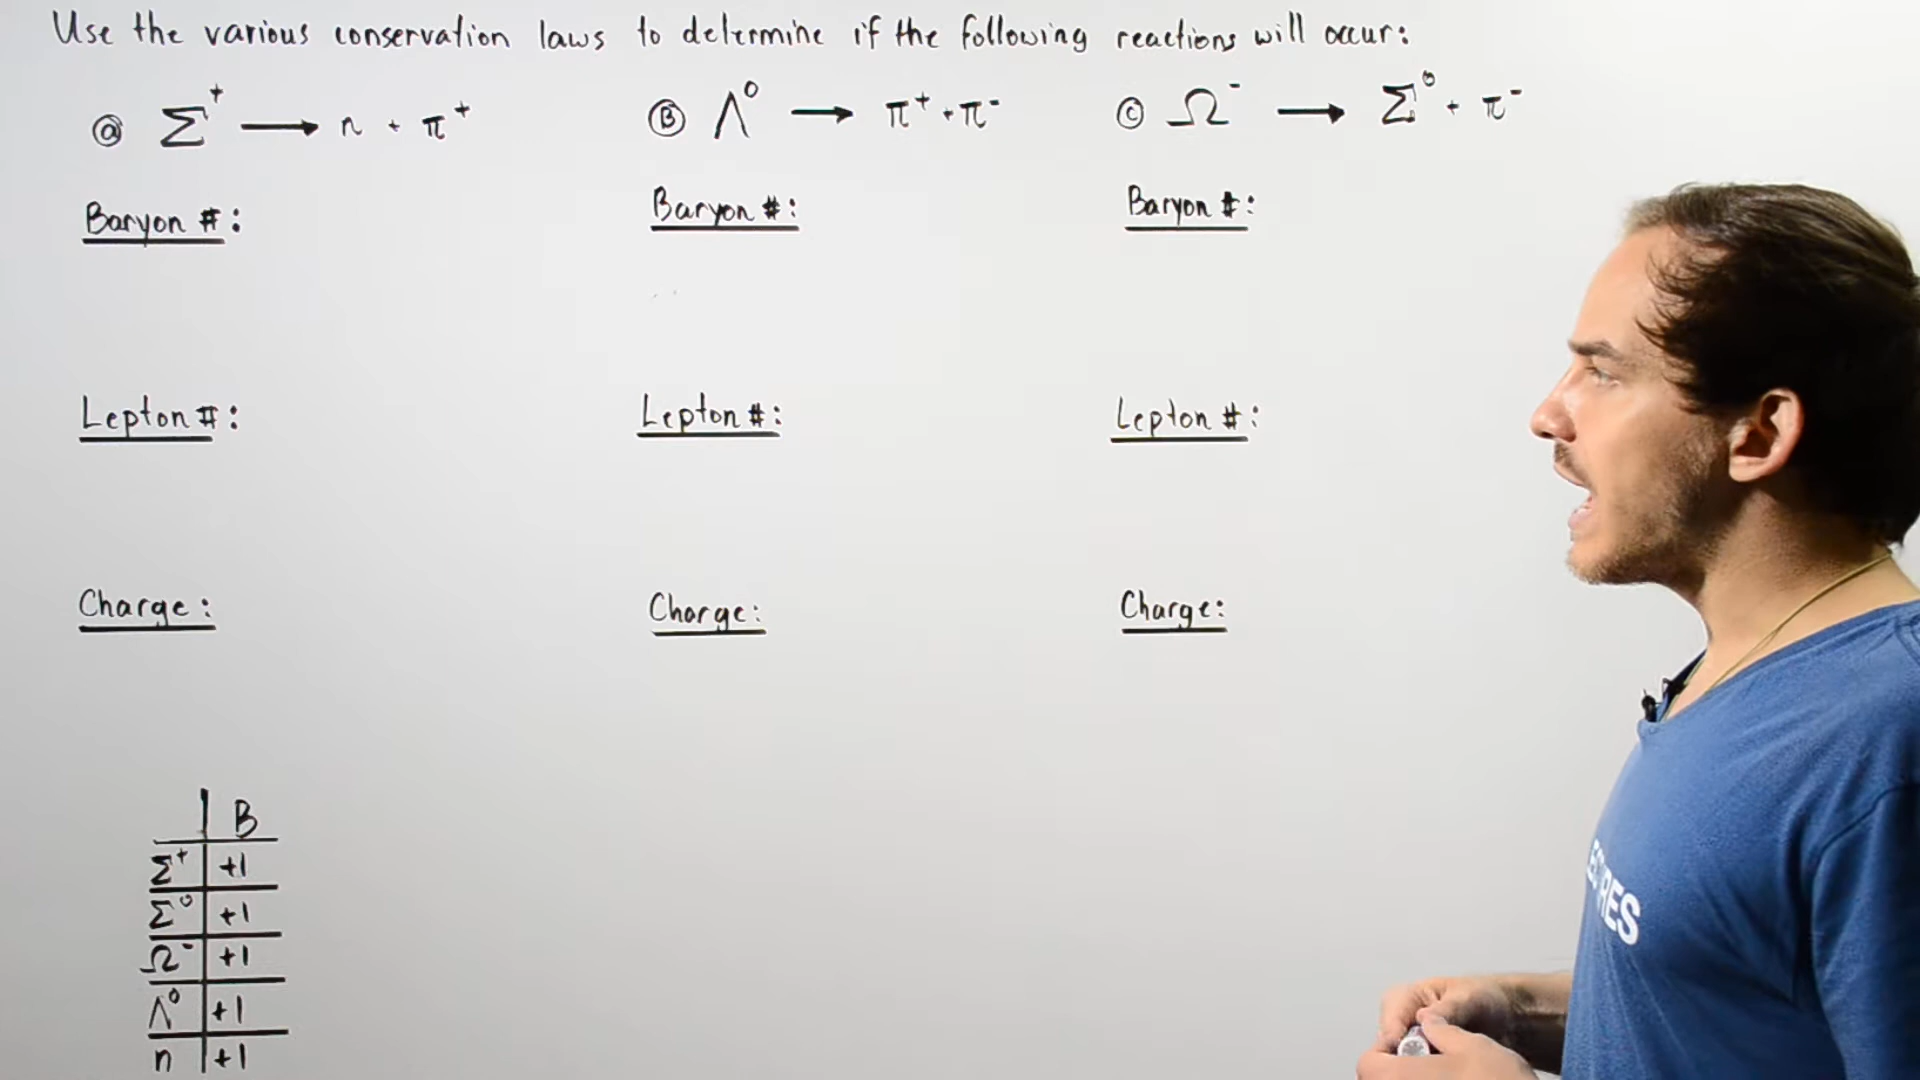 Use the various conservation laws to determine if the following reactions will occur:
ⓐ Σ⁺ ⟶ n + π⁺
Ⓑ Λ⁰ ⟶ π⁺ + π⁻
ⓒ Ω⁻ ⟶ Σ⁰ + π⁻
Baryon #:
Baryon #:
Baryon #:
Lepton #:
Lepton #:
Lepton #:
Charge:
Charge:
Charge:
B
Σ⁺ +1
Σ⁰ +1
Ω⁻ +1
Λ⁰ +1
n +1